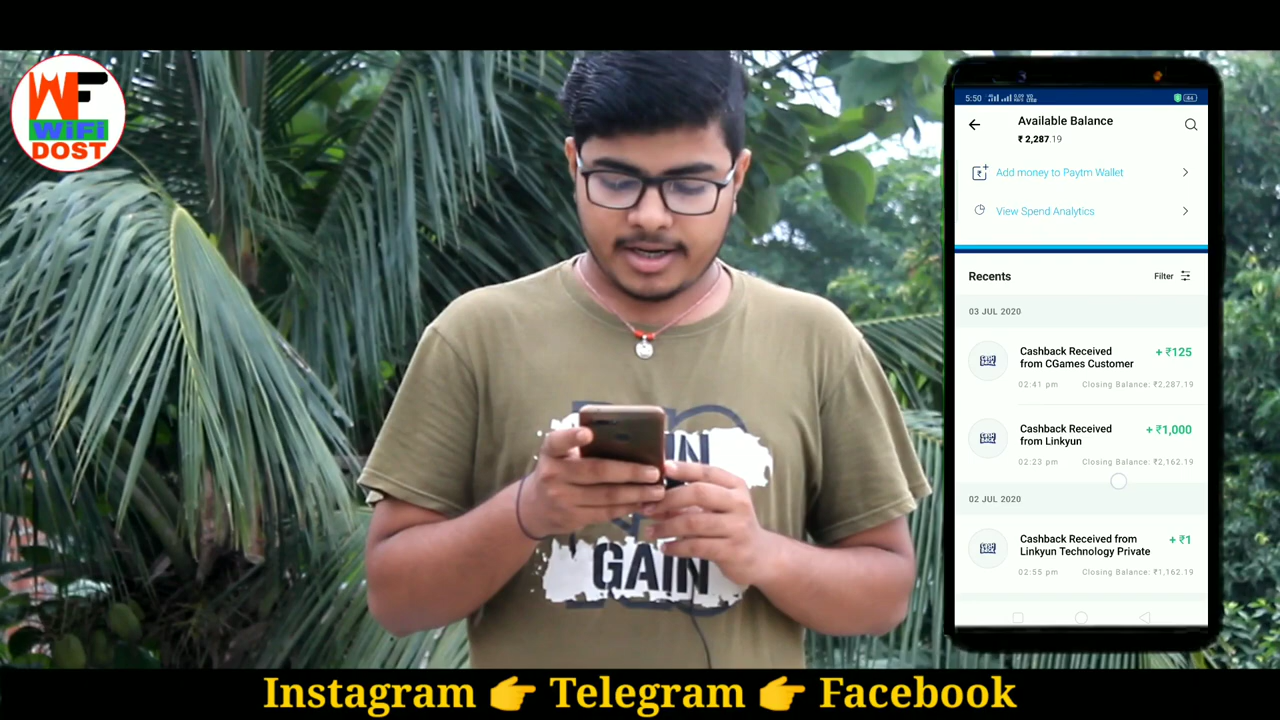 WF
WiFi
DOST
5:50
84
Available Balance
₹ 2,287.19
Add money to Paytm Wallet
View Spend Analytics
Recents
Filter
03 JUL 2020
Cashback Received
from CGames Customer
+ ₹125
02:41 pm
Closing Balance: ₹2,287.19
Cashback Received
from Linkyun
+ ₹1,000
02:23 pm
Closing Balance: ₹2,162.19
02 JUL 2020
Cashback Received from
Linkyun Technology Private
+ ₹1
02:55 pm
Closing Balance: ₹1,162.19
GAIN
Instagram 👉 Telegram 👉 Facebook